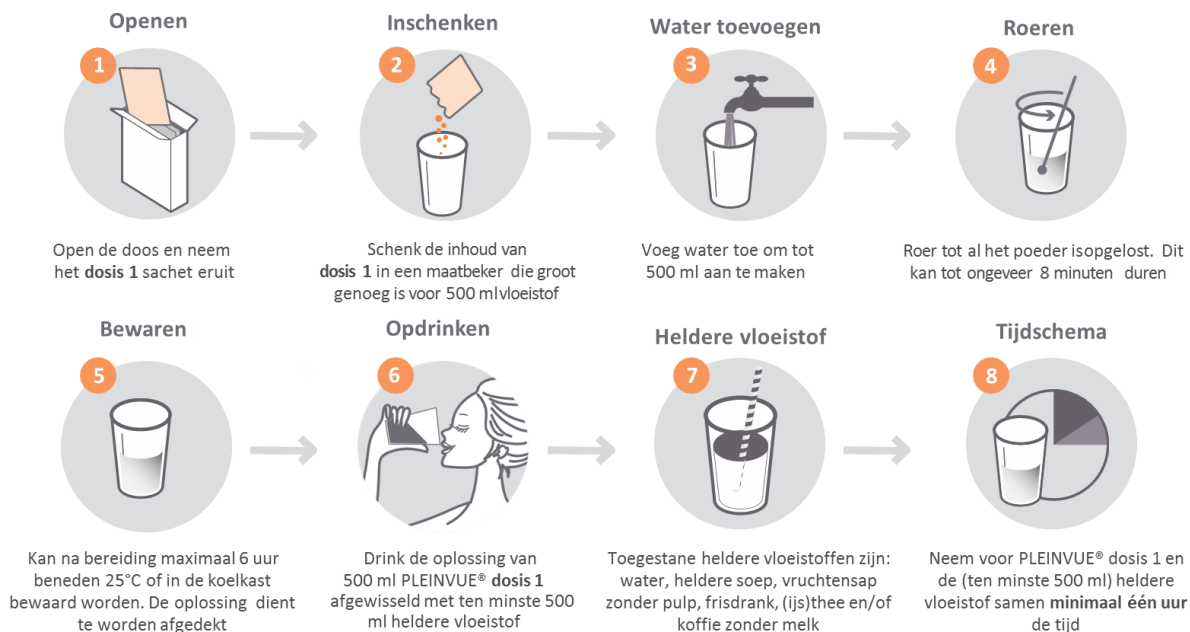 Openen
1
Open de doos en neem
het dosis 1 sachet eruit
Inschenken
2
Schenk de inhoud van
dosis 1 in een maatbeker die groot
genoeg is voor 500 mlvloeistof
Water toevoegen
3
Voeg water toe om tot
500 ml aan te maken
Roeren
4
Roer tot al het poeder isopgelost. Dit
kan tot ongeveer 8 minuten duren
Bewaren
5
Kan na bereiding maximaal 6 uur
beneden 25°C of in de koelkast
bewaard worden. De oplossing dient
te worden afgedekt
Opdrinken
6
Drink de oplossing van
500 ml PLEINVUE® dosis 1
afgewisseld met ten minste 500
ml heldere vloeistof
Heldere vloeistof
7
Toegestane heldere vloeistoffen zijn:
water, heldere soep, vruchtensap
zonder pulp, frisdrank, (ijs)thee en/of
koffie zonder melk
Tijdschema
8
Neem voor PLEINVUE® dosis 1 en
de (ten minste 500 ml) heldere
vloeistof samen minimaal één uur
de tijd